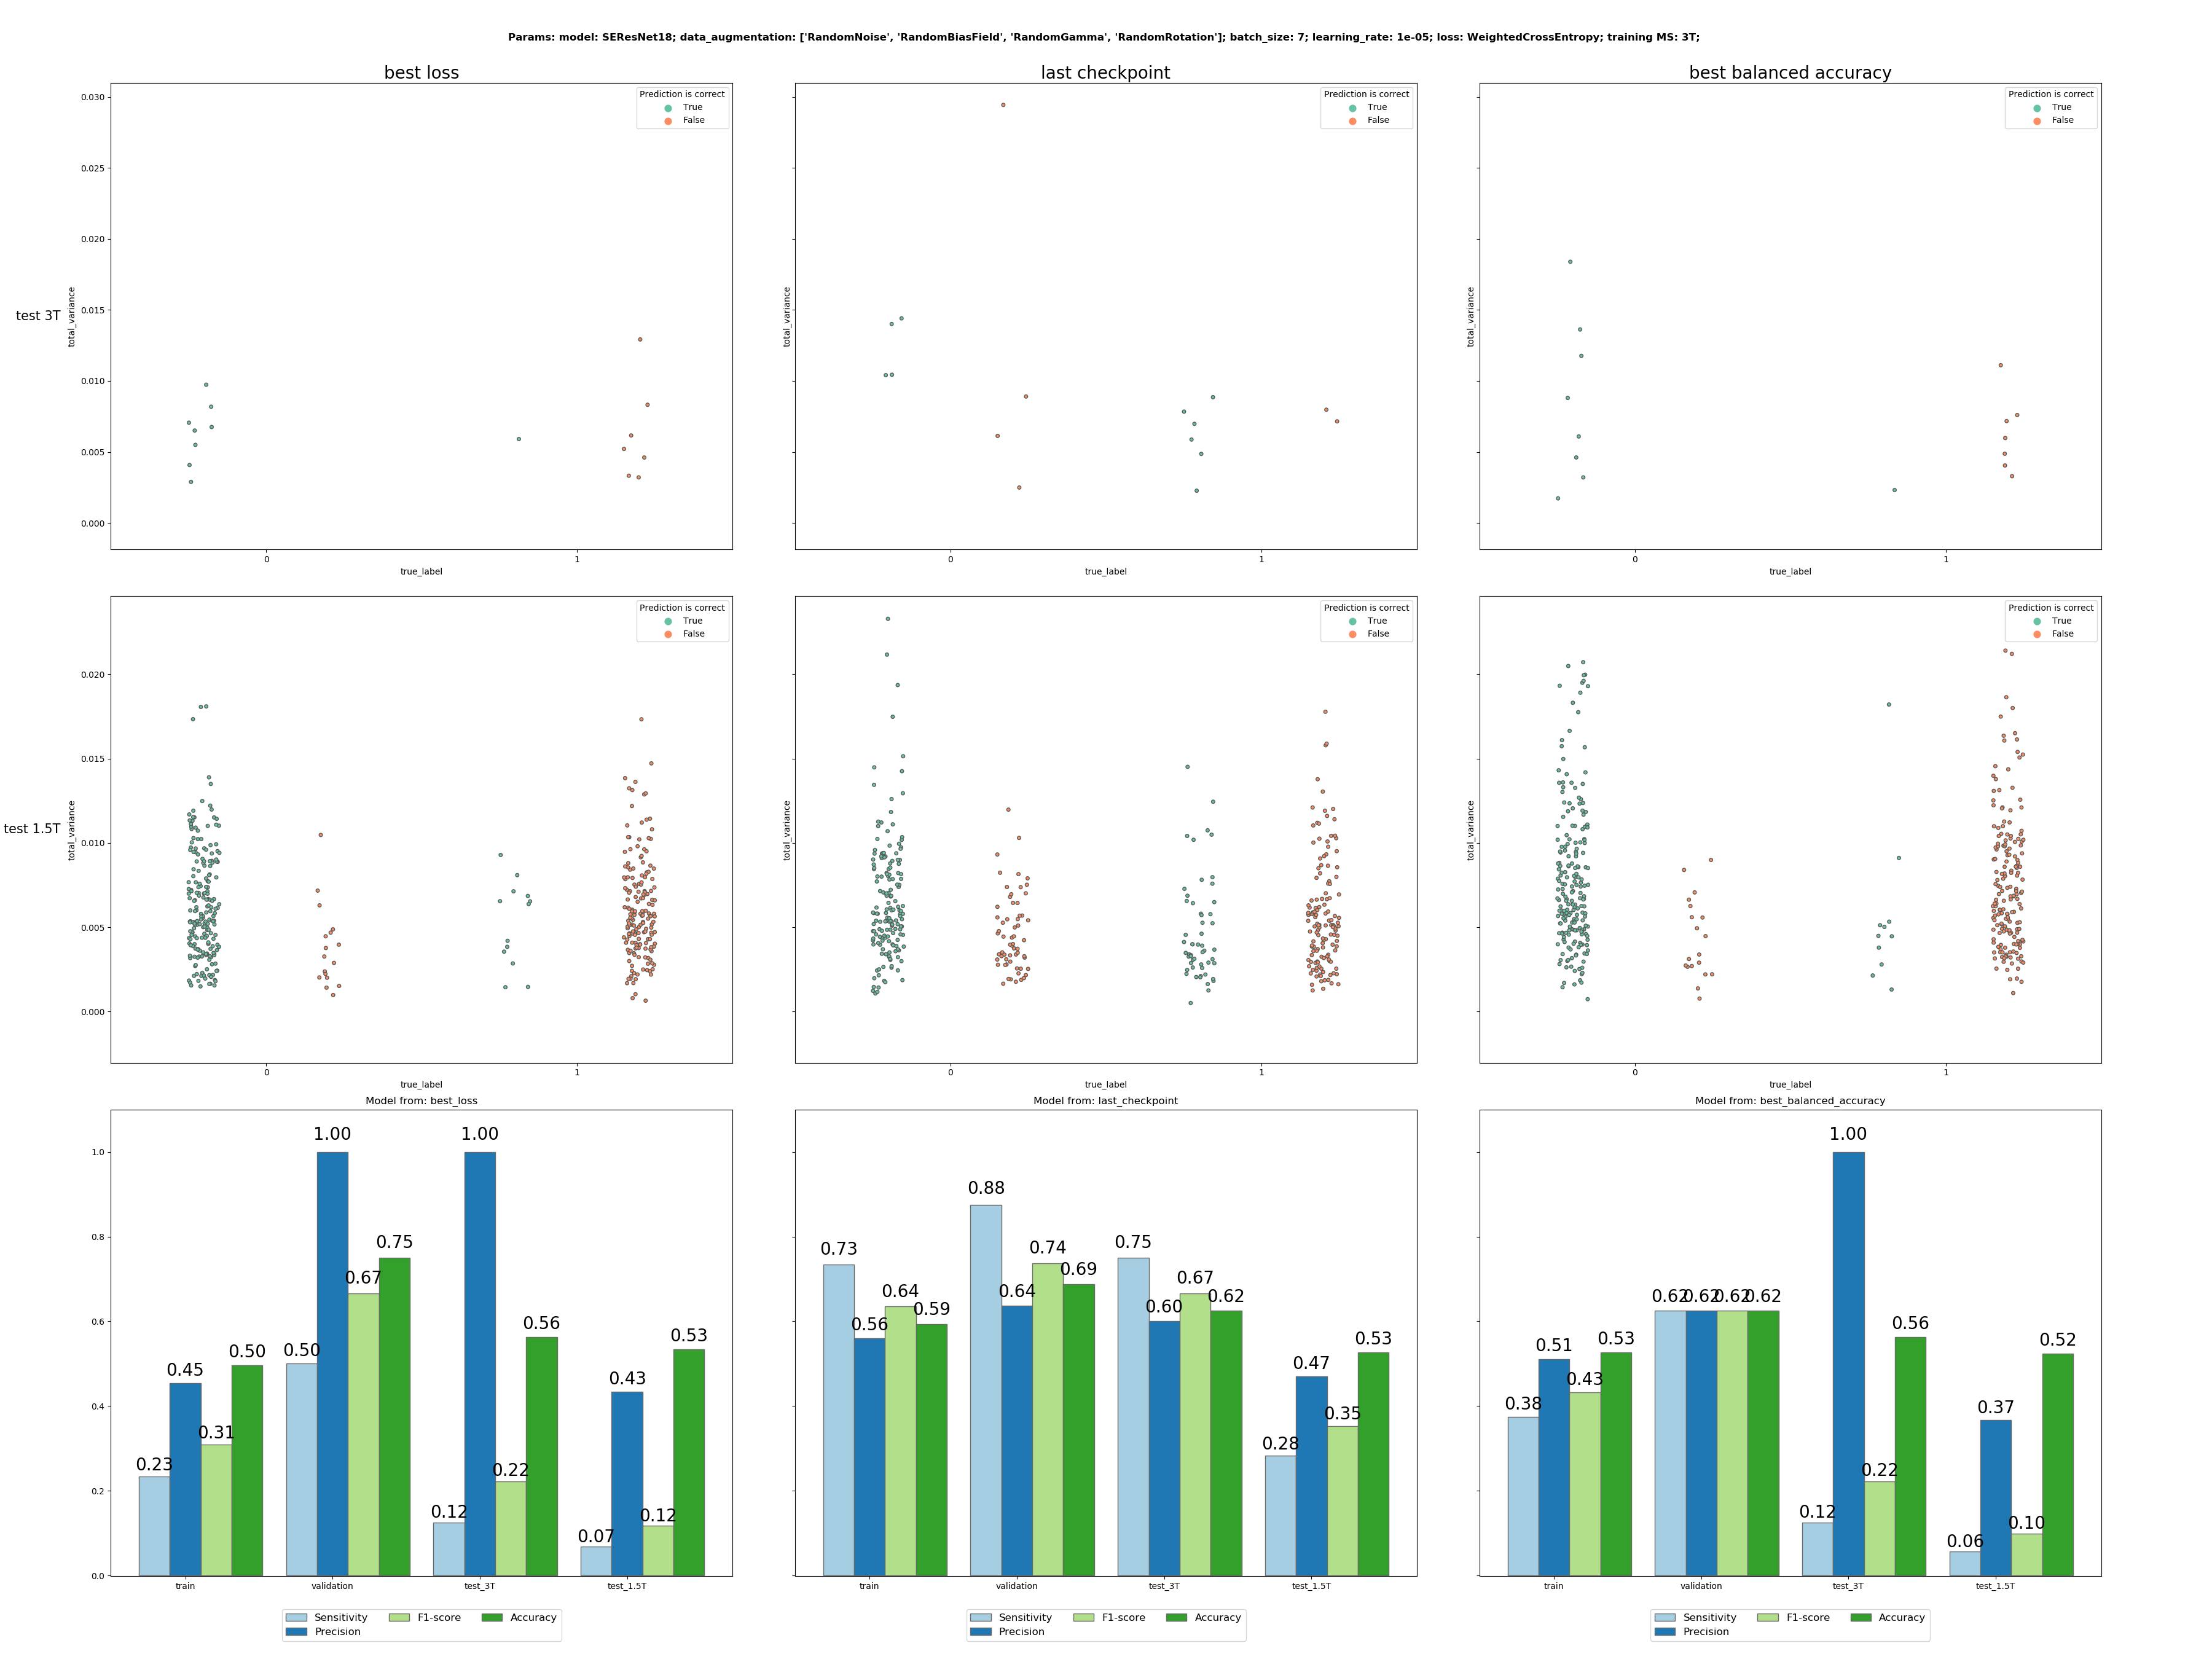 Params: model: SEResNet18; data_augmentation: ['RandomNoise', 'RandomBiasField', 'RandomGamma', 'RandomRotation']; batch_size: 7; learning_rate: 1e-05; loss: WeightedCrossEntropy; training MS: 3T;
best loss
last checkpoint
best balanced accuracy
test 3T
total_variance
0.030
0.025
0.020
0.015
0.010
0.005
0.000
Prediction is correct
True
False
0 1
true_label
total_variance
Prediction is correct
True
False
0 1
true_label
total_variance
Prediction is correct
True
False
0 1
true_label
test 1.5T
total_variance
0.020
0.015
0.010
0.005
0.000
Prediction is correct
True
False
0 1
true_label
total_variance
Prediction is correct
True
False
0 1
true_label
total_variance
Prediction is correct
True
False
0 1
true_label
Model from: best_loss
1.0
0.8
0.6
0.4
0.2
0.0
0.23 0.45 0.31 0.50
0.50 1.00 0.67 0.75
0.12 1.00 0.22 0.56
0.07 0.43 0.12 0.53
train validation test_3T test_1.5T
Sensitivity F1-score Accuracy
Precision
Model from: last_checkpoint
0.73 0.56 0.64 0.59
0.88 0.64 0.74 0.69
0.75 0.60 0.67 0.62
0.28 0.47 0.35 0.53
train validation test_3T test_1.5T
Sensitivity F1-score Accuracy
Precision
Model from: best_balanced_accuracy
0.38 0.51 0.43 0.53
0.62 0.62 0.62 0.62
0.12 1.00 0.22 0.56
0.06 0.37 0.10 0.52
train validation test_3T test_1.5T
Sensitivity F1-score Accuracy
Precision